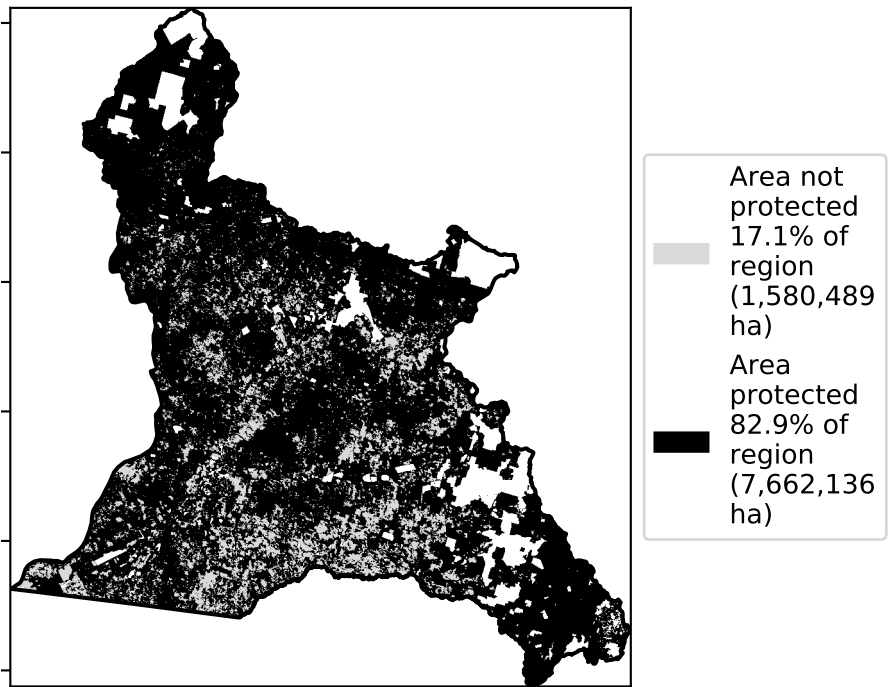 Area not
protected
17.1% of
region
(1,580,489
ha)
Area
protected
82.9% of
region
(7,662,136
ha)